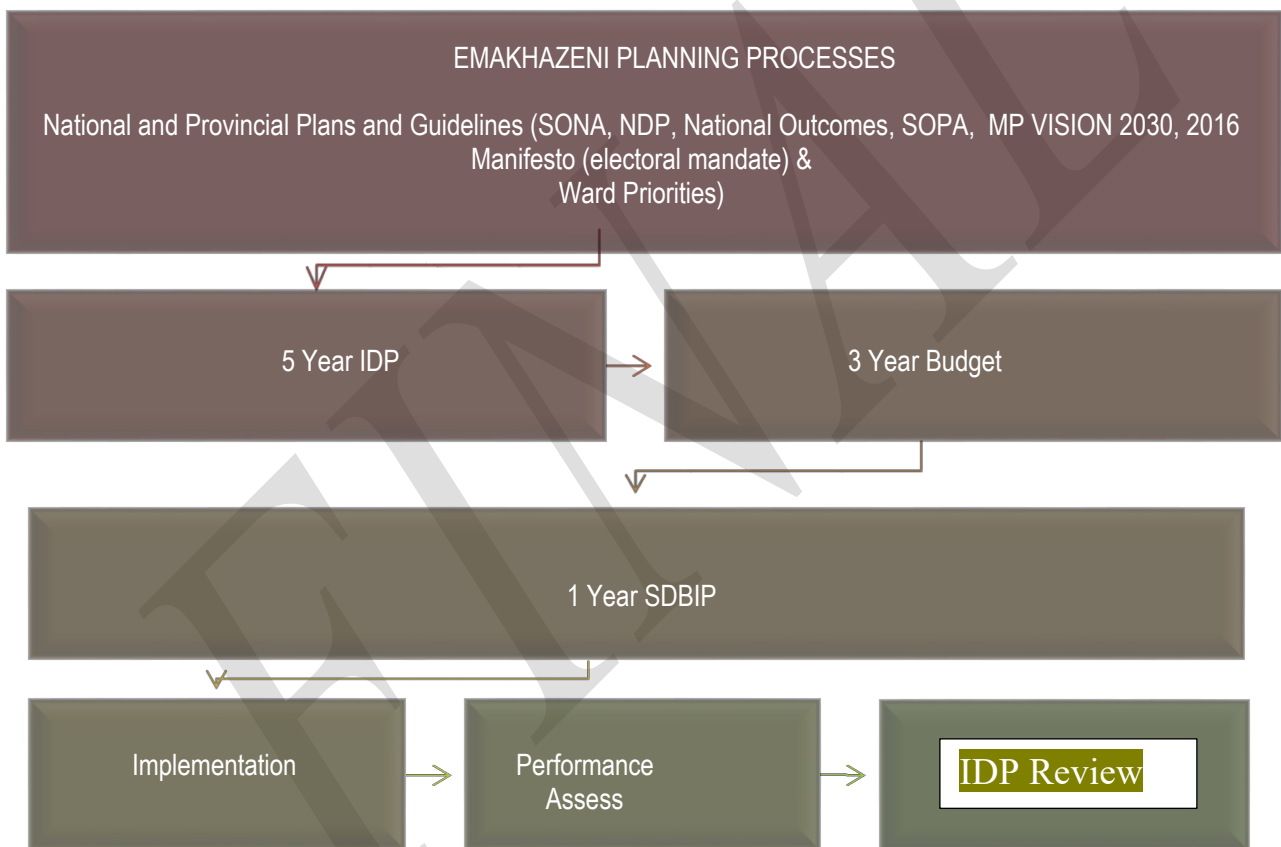 EMAKHAZENI PLANNING PROCESSES
National and Provincial Plans and Guidelines (SONA, NDP, National Outcomes, SOPA, MP VISION 2030, 2016
Manifesto (electoral mandate) &
Ward Priorities)
5 Year IDP
3 Year Budget
1 Year SDBIP
Implementation
Performance
Assess
IDP Review
FINAL